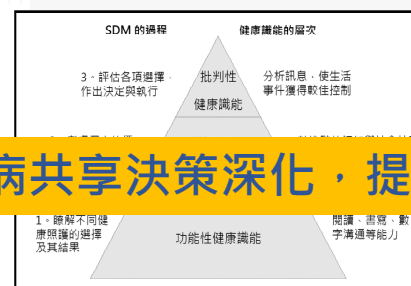 SDM 的過程
健康識能的層次
3。評估各項選擇，
作出決定與執行
批判性
健康識能
分析訊息，使生活
事件獲得較佳控制
病共享決策深化，提
1。瞭解不同健
康照護的選擇
及其結果
功能性健康識能
閱讀、書寫、數
字溝通等能力